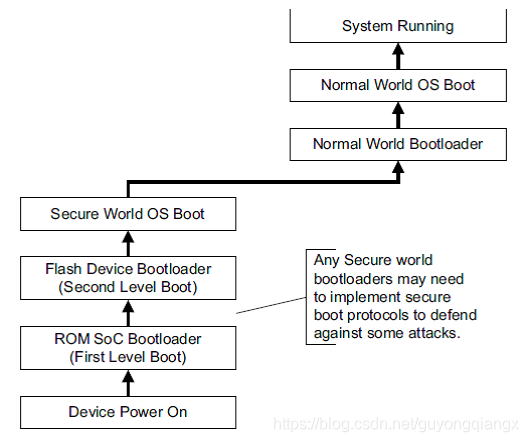 System Running
Normal World OS Boot
Normal World Bootloader
Secure World OS Boot
Flash Device Bootloader
(Second Level Boot)
Any Secure world
bootloaders may need
to implement secure
boot protocols to defend
against some attacks.
ROM SoC Bootloader
(First Level Boot)
Device Power On
https://blog.csdn.net/guyongqiangx